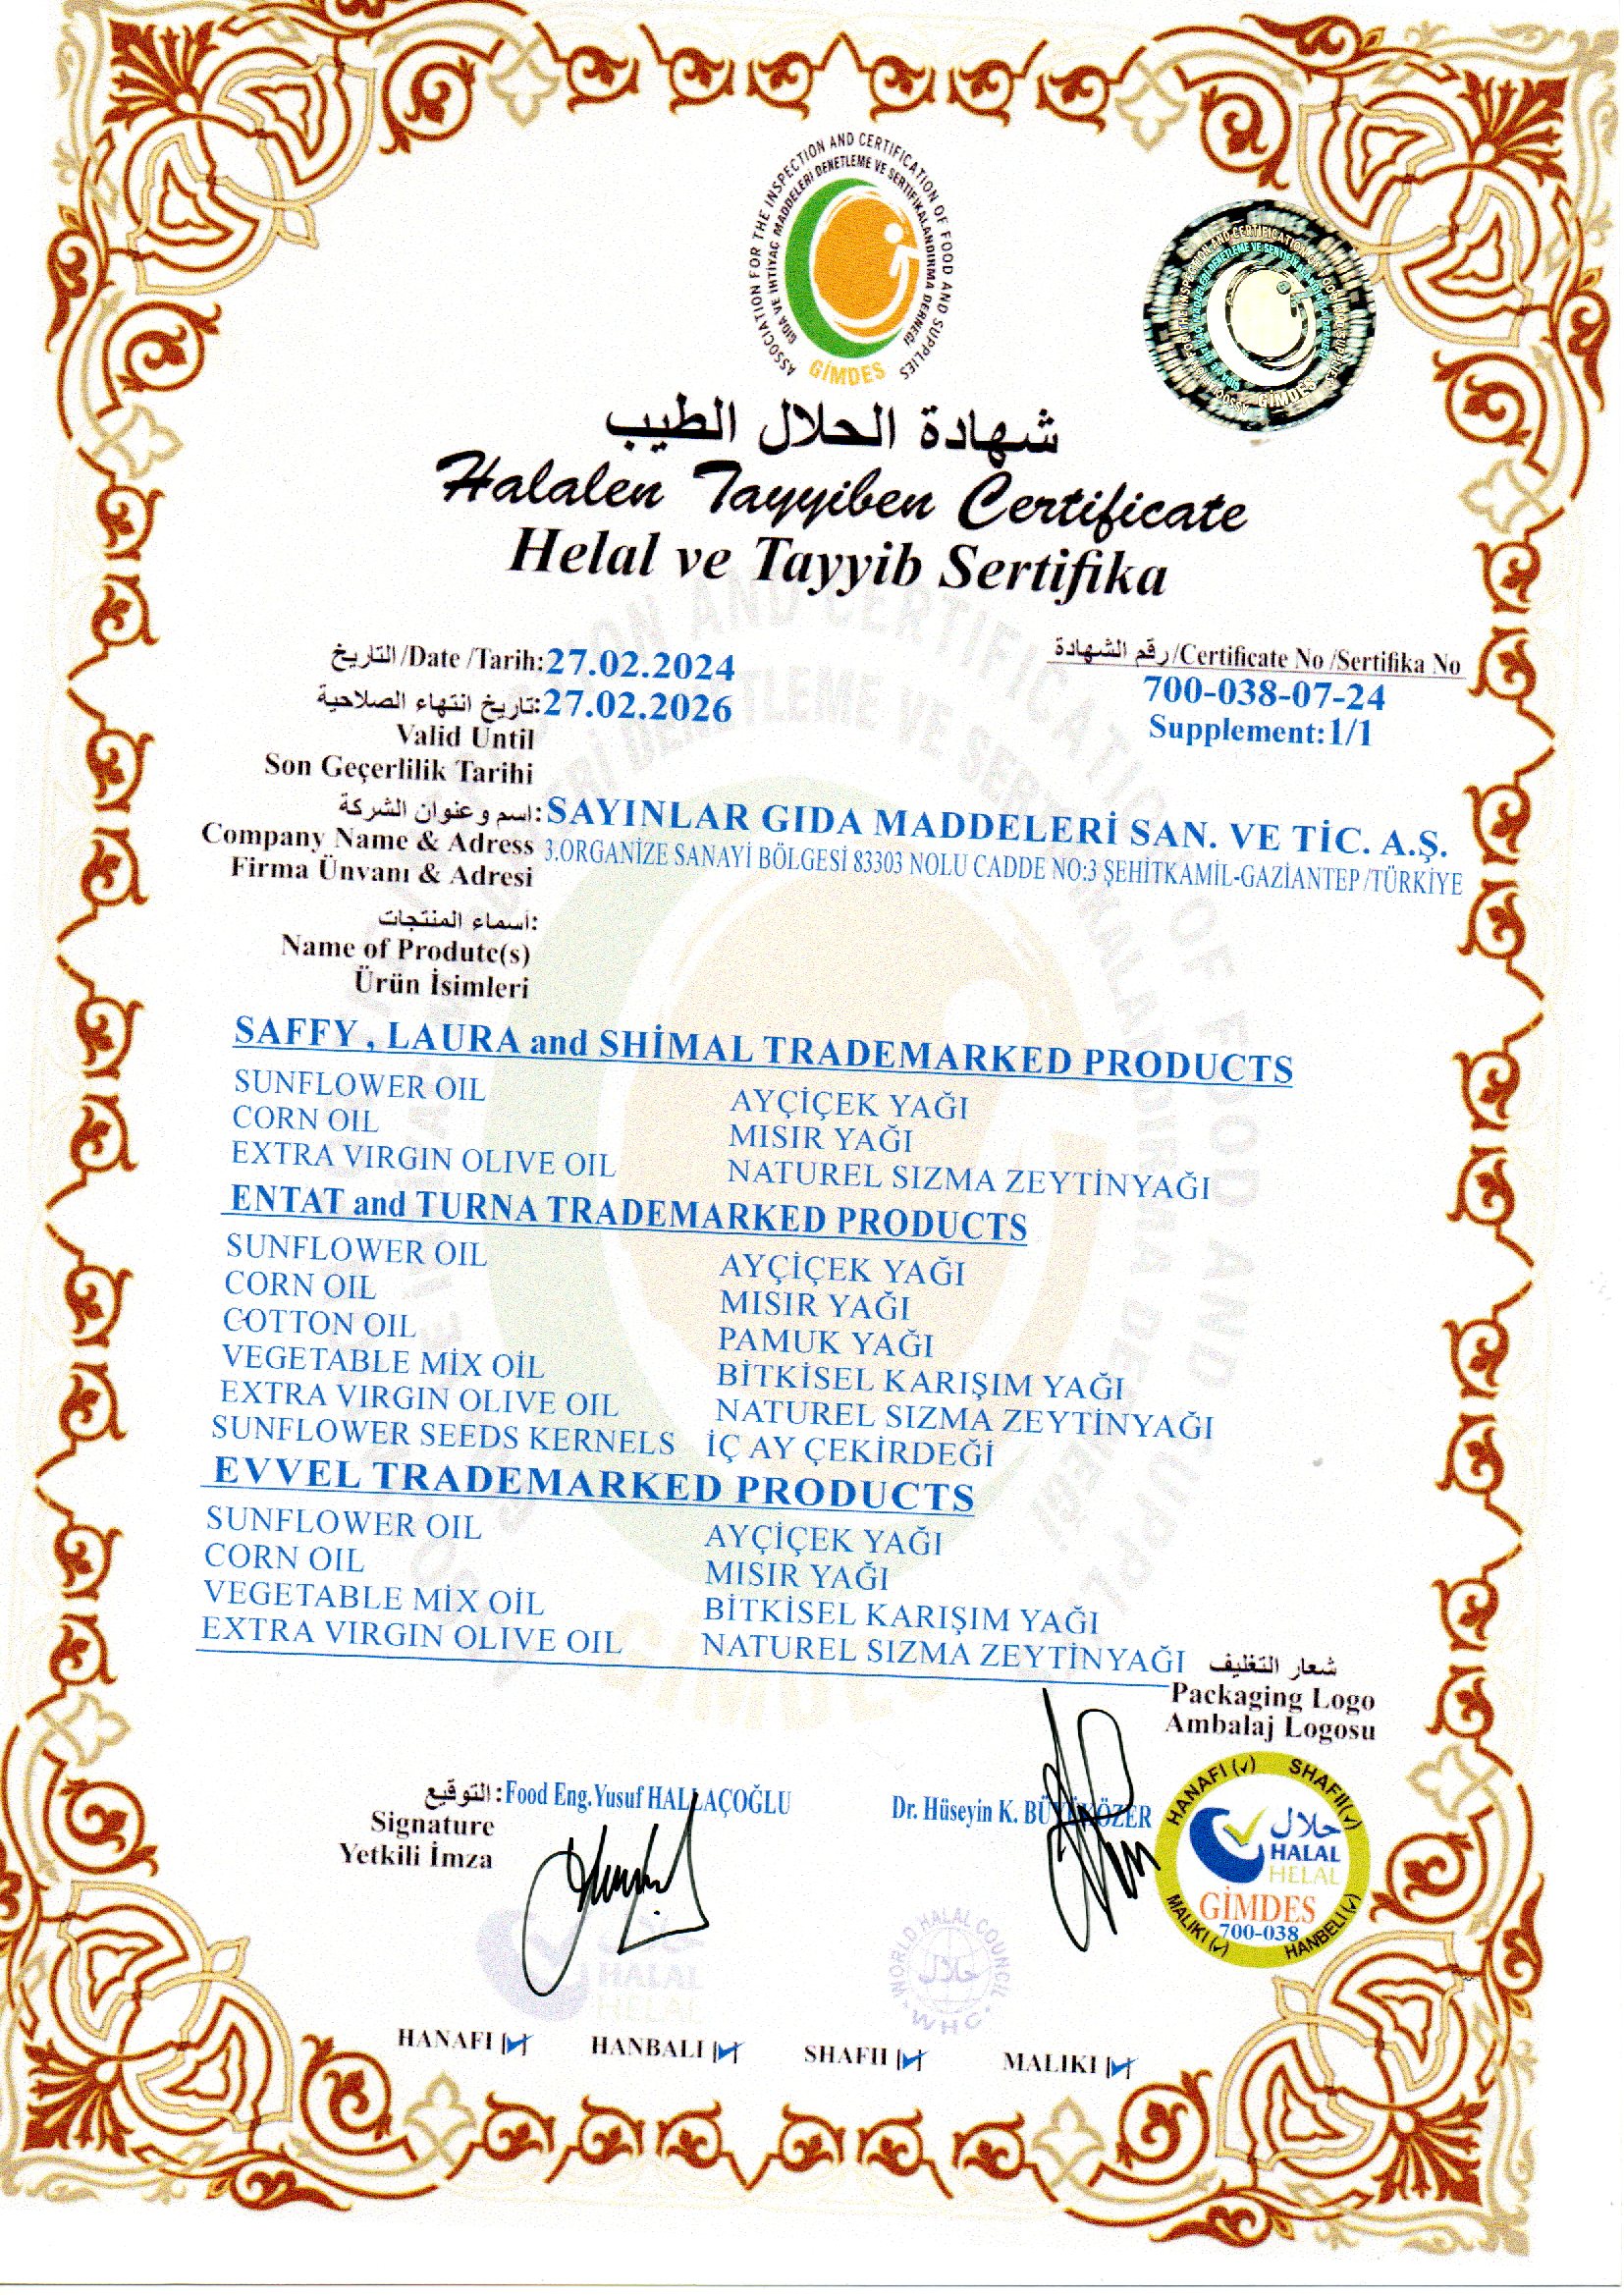 ASSOCIATION FOR THE INSPECTION AND CERTIFICATION OF FOOD AND SUPPLIES
GIDA VE İHTİYAÇ MADDELERİ DENETLEME VE SERTİFİKALANDIRMA DERNEĞİ
GİMDES
شهادة الحلال الطيب
Halalen Tayyiben Certificate
Helal ve Tayyib Sertifika
التاريخ/Date /Tarih:27.02.2024
رقم الشهادة/Certificate No /Sertifika No
700-038-07-24
تاريخ انتهاء الصلاحية:27.02.2026
Supplement:1/1
Valid Until
Son Geçerlilik Tarihi
اسم وعنوان الشركة:SAYINLAR GIDA MADDELERİ SAN. VE TİC. A.Ş.
Company Name & Adress 3.ORGANİZE SANAYİ BÖLGESİ 83303 NOLU CADDE NO:3 ŞEHİTKAMİL-GAZİANTEP /TÜRKİYE
Firma Ünvanı & Adresi
أسماء المنتجات:
Name of Produtc(s)
Ürün İsimleri
SAFFY , LAURA and SHİMAL TRADEMARKED PRODUCTS
SUNFLOWER OIL AYÇİÇEK YAĞI
CORN OIL MISIR YAĞI
EXTRA VIRGIN OLIVE OIL NATUREL SIZMA ZEYTİNYAĞI
ENTAT and TURNA TRADEMARKED PRODUCTS
SUNFLOWER OIL AYÇİÇEK YAĞI
CORN OIL MISIR YAĞI
COTTON OIL PAMUK YAĞI
VEGETABLE MİX OİL BİTKİSEL KARIŞIM YAĞI
EXTRA VIRGIN OLIVE OIL NATUREL SIZMA ZEYTİNYAĞI
SUNFLOWER SEEDS KERNELS İÇ AY ÇEKİRDEĞİ
EVVEL TRADEMARKED PRODUCTS
SUNFLOWER OIL AYÇİÇEK YAĞI
CORN OIL MISIR YAĞI
VEGETABLE MİX OİL BİTKİSEL KARIŞIM YAĞI
EXTRA VIRGIN OLIVE OIL NATUREL SIZMA ZEYTİNYAĞI
شعار التغليف
Packaging Logo
Ambalaj Logosu
التوقيع:Food Eng.Yusuf HALLAÇOĞLU
Dr. Hüseyin K. BÜYÜKÖZER
Signature
Yetkili İmza
HANAFI (✓) SHAFII (✓)
حلال
HALAL
HELAL
GİMDES
700-038
MALIKI (✓) HANBELI (✓)
HALAL
HELAL
WORLD HALAL COUNCIL
حلال
WHC
HANAFI HANBALI SHAFII MALIKI